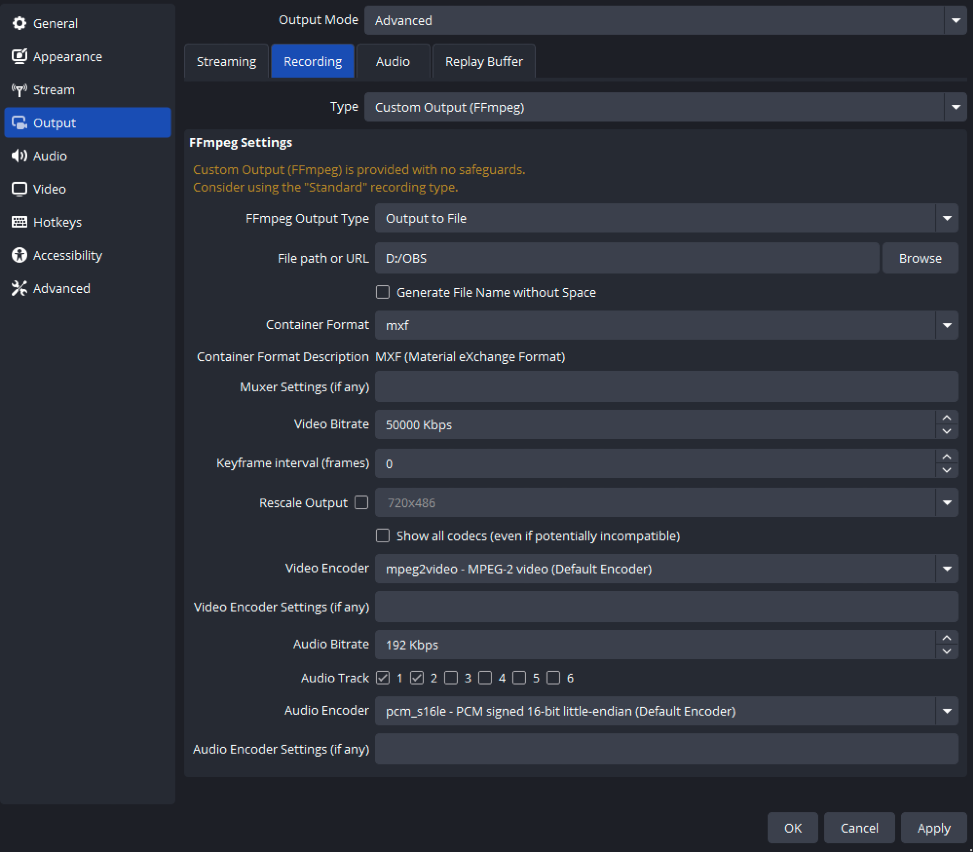 General
Appearance
Stream
Output
Audio
Video
Hotkeys
Accessibility
Advanced
Output Mode Advanced
Streaming Recording Audio Replay Buffer
Type Custom Output (FFmpeg)
FFmpeg Settings
Custom Output (FFmpeg) is provided with no safeguards.
Consider using the "Standard" recording type.
FFmpeg Output Type Output to File
File path or URL D:/OBS Browse
Generate File Name without Space
Container Format mxf
Container Format Description MXF (Material eXchange Format)
Muxer Settings (if any)
Video Bitrate 50000 Kbps
Keyframe interval (frames) 0
Rescale Output 720x486
Show all codecs (even if potentially incompatible)
Video Encoder mpeg2video - MPEG-2 video (Default Encoder)
Video Encoder Settings (if any)
Audio Bitrate 192 Kbps
Audio Track 1 2 3 4 5 6
Audio Encoder pcm_s16le - PCM signed 16-bit little-endian (Default Encoder)
Audio Encoder Settings (if any)
OK Cancel Apply